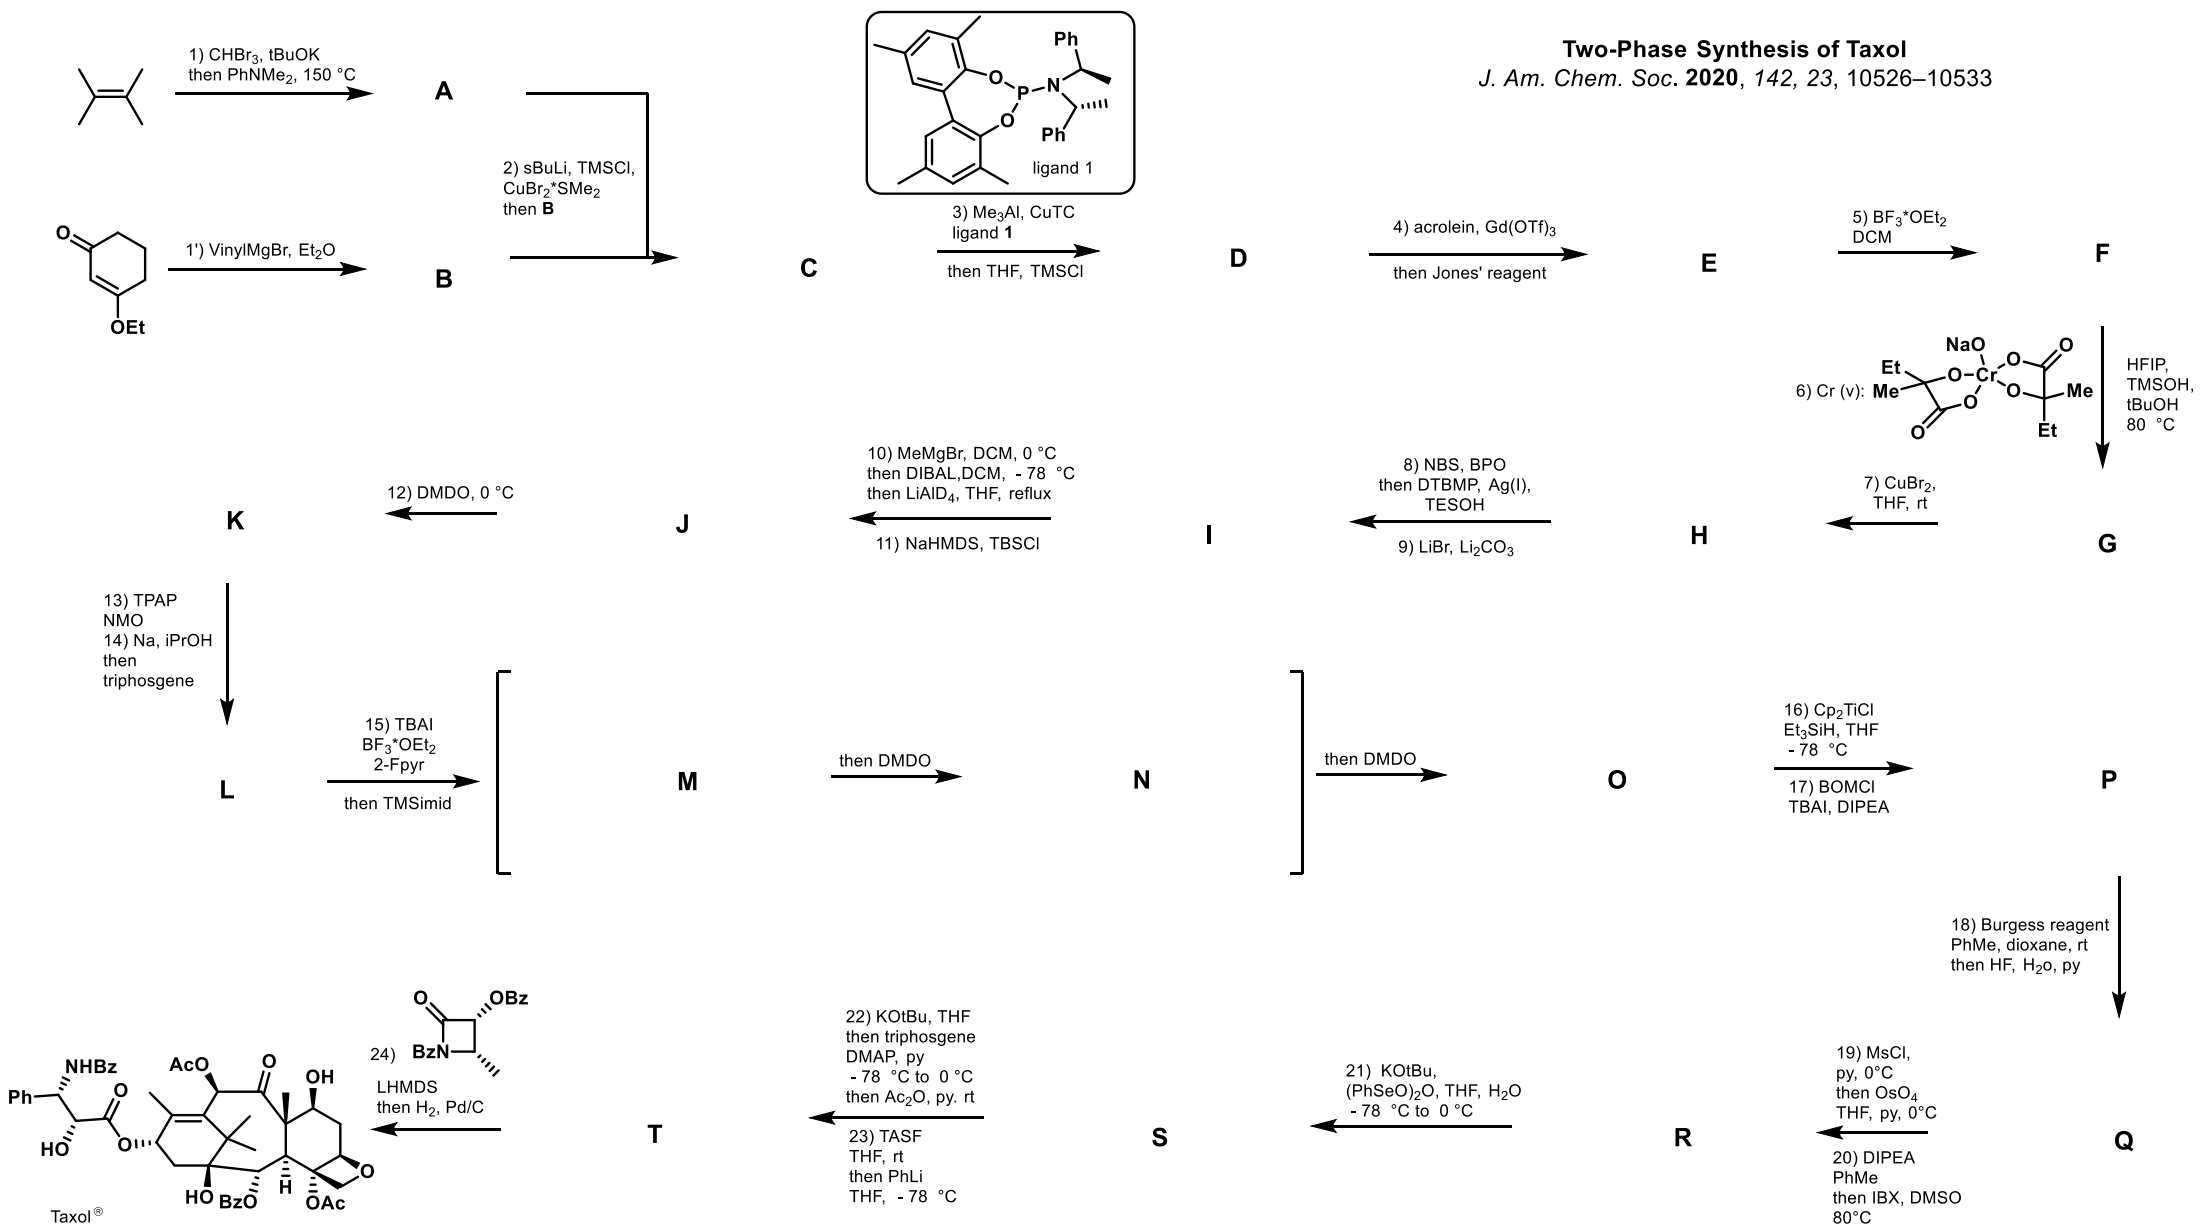 Two-Phase Synthesis of Taxol
J. Am. Chem. Soc. 2020, 142, 23, 10526–10533
1) CHBr3, tBuOK
then PhNMe2, 150 °C
A
O
OEt
1') VinylMgBr, Et2O
B
2) sBuLi, TMSCl,
CuBr2*SMe2
then B
C
O
P
N
O
Ph
Ph
ligand 1
3) Me3Al, CuTC
ligand 1
then THF, TMSCl
D
4) acrolein, Gd(OTf)3
then Jones' reagent
E
5) BF3*OEt2
DCM
F
6) Cr (v):
NaO
Et
Me
O
Cr
O
O
O
O
O
Me
Et
HFIP,
TMSOH,
tBuOH
80 °C
G
7) CuBr2,
THF, rt
H
8) NBS, BPO
then DTBMP, Ag(I),
TESOH
9) LiBr, Li2CO3
I
10) MeMgBr, DCM, 0 °C
then DIBAL,DCM, - 78 °C
then LiAlD4, THF, reflux
11) NaHMDS, TBSCl
J
12) DMDO, 0 °C
K
13) TPAP
NMO
14) Na, iPrOH
then
triphosgene
L
15) TBAI
BF3*OEt2
2-Fpyr
then TMSimid
M
then DMDO
N
then DMDO
O
16) Cp2TiCl
Et3SiH, THF
- 78 °C
17) BOMCl
TBAI, DIPEA
P
18) Burgess reagent
PhMe, dioxane, rt
then HF, H2o, py
Q
19) MsCl,
py, 0°C
then OsO4
THF, py, 0°C
20) DIPEA
PhMe
then IBX, DMSO
80°C
R
21) KOtBu,
(PhSeO)2O, THF, H2O
- 78 °C to 0 °C
S
22) KOtBu, THF
then triphosgene
DMAP, py
- 78 °C to 0 °C
then Ac2O, py. rt
23) TASF
THF, rt
then PhLi
THF, - 78 °C
T
24)
O
OBz
BzN
LHMDS
then H2, Pd/C
NHBz
Ph
O
HO
O
AcO
O
OH
HO
BzO
H
OAc
O
Taxol®